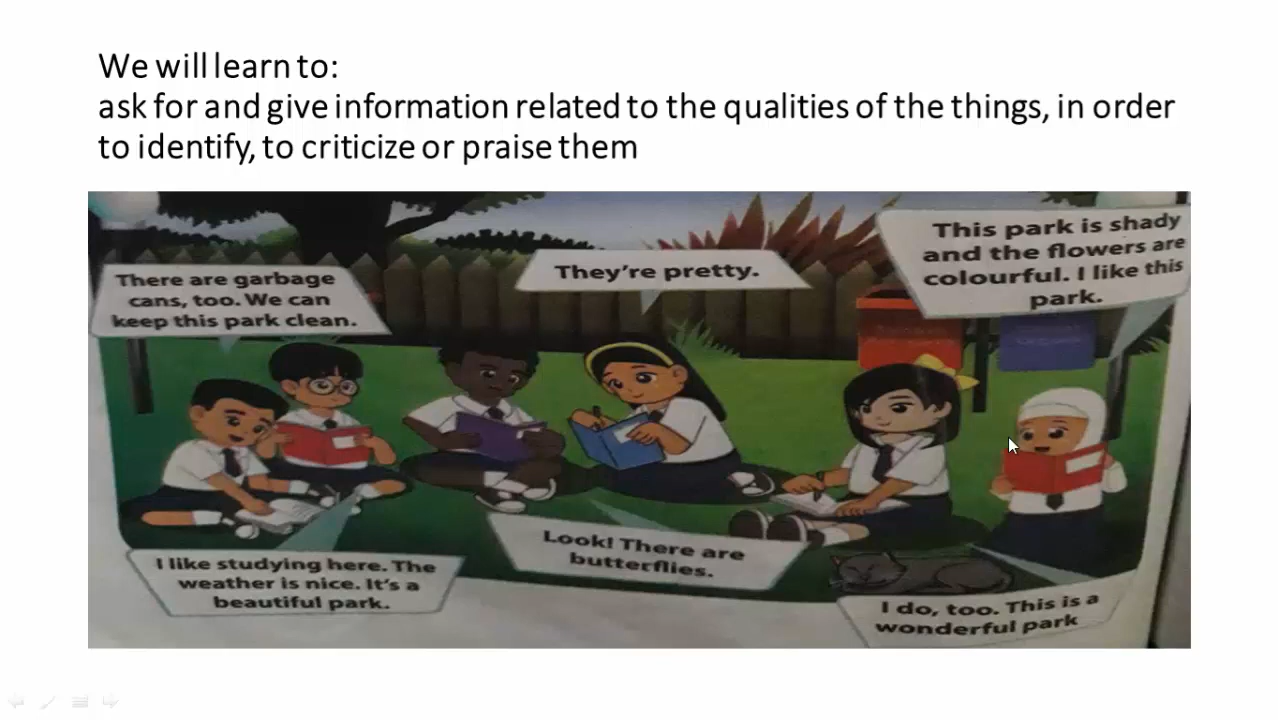 We will learn to:
ask for and give information related to the qualities of the things, in order
to identify, to criticize or praise them
There are garbage
cans, too. We can
keep this park clean.
They're pretty.
This park is shady
and the flowers are
colourful. I like this
park.
I like studying here. The
weather is nice. It's a
beautiful park.
Look! There are
butterflies.
I do, too. This is a
wonderful park